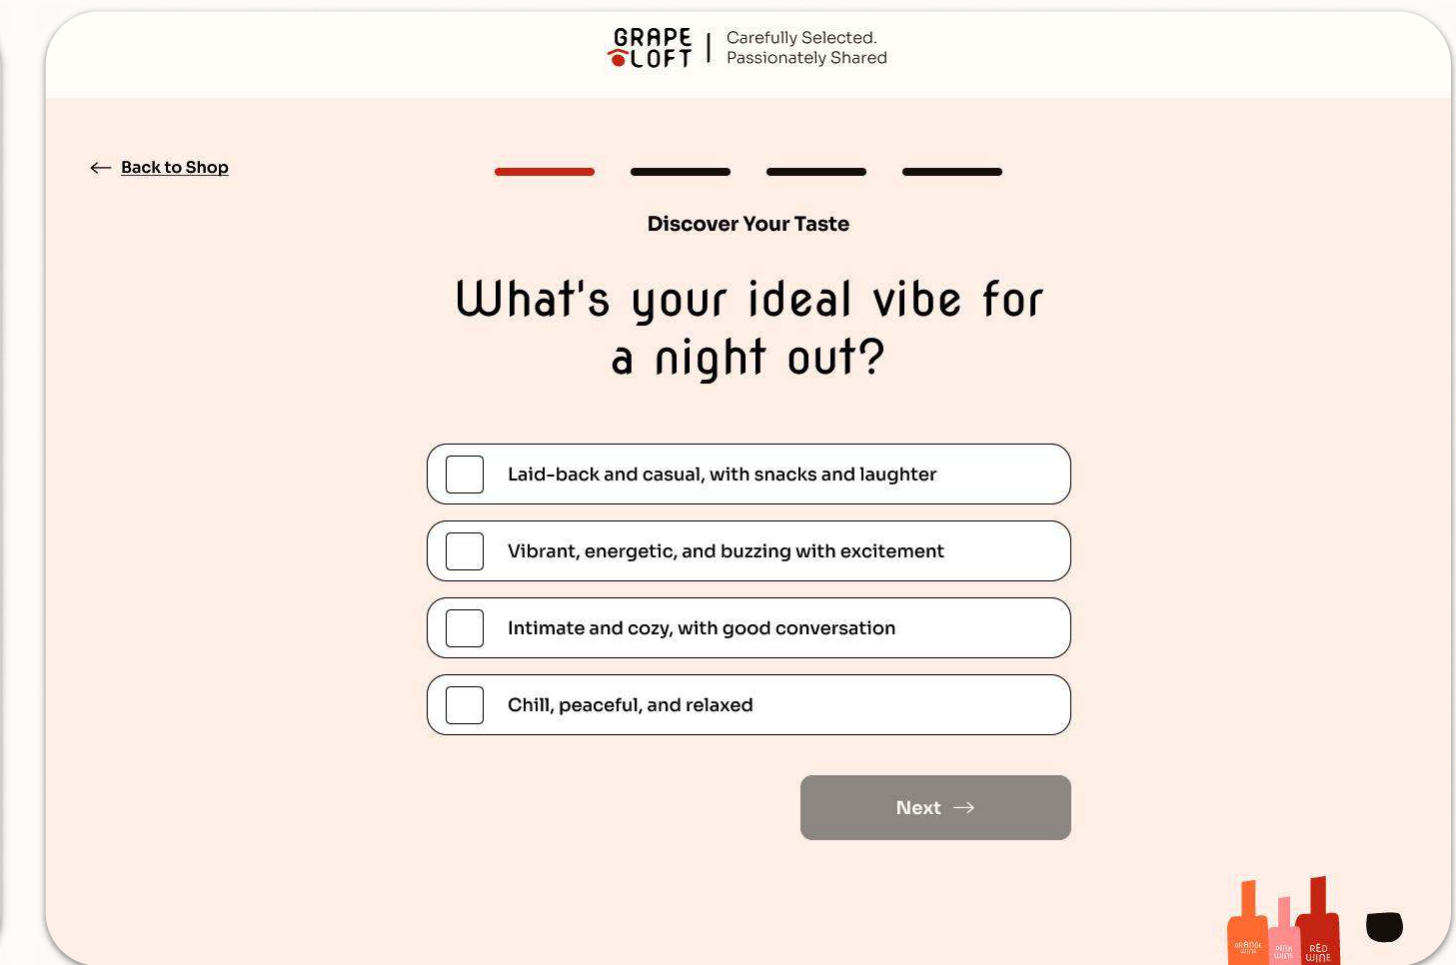 GRAPE
LOFT
Carefully Selected.
Passionately Shared
Back to Shop
Discover Your Taste
What's your ideal vibe for
a night out?
Laid-back and casual, with snacks and laughter
Vibrant, energetic, and buzzing with excitement
Intimate and cozy, with good conversation
Chill, peaceful, and relaxed
Next
ORANGE
WINE
PINK
WINE
RED
WINE